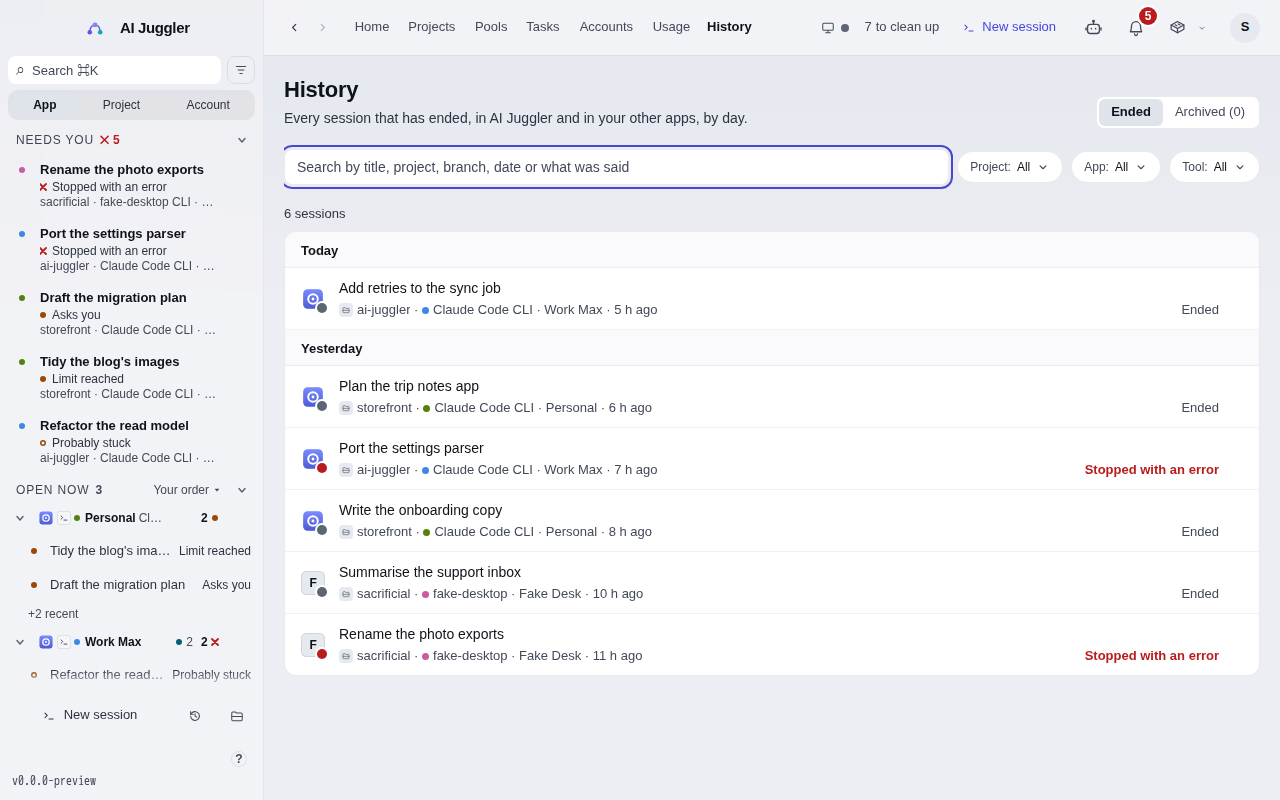 AI Juggler
Search ⌘K
App Project Account
NEEDS YOU 5
Rename the photo exports
Stopped with an error
sacrificial · fake-desktop CLI · …
Port the settings parser
Stopped with an error
ai-juggler · Claude Code CLI · …
Draft the migration plan
Asks you
storefront · Claude Code CLI · …
Tidy the blog's images
Limit reached
storefront · Claude Code CLI · …
Refactor the read model
Probably stuck
ai-juggler · Claude Code CLI · …
OPEN NOW 3 Your order
Personal Cl… 2
Tidy the blog's ima… Limit reached
Draft the migration plan Asks you
+2 recent
Work Max 2 2
Refactor the read… Probably stuck
New session
?
v0.0.0-preview
Home Projects Pools Tasks Accounts Usage History 7 to clean up New session 5 S
History
Every session that has ended, in AI Juggler and in your other apps, by day.
Ended Archived (0)
Search by title, project, branch, date or what was said
Project: All App: All Tool: All
6 sessions
Today
Add retries to the sync job
ai-juggler · Claude Code CLI · Work Max · 5 h ago Ended
Yesterday
Plan the trip notes app
storefront · Claude Code CLI · Personal · 6 h ago Ended
Port the settings parser
ai-juggler · Claude Code CLI · Work Max · 7 h ago Stopped with an error
Write the onboarding copy
storefront · Claude Code CLI · Personal · 8 h ago Ended
F Summarise the support inbox
sacrificial · fake-desktop · Fake Desk · 10 h ago Ended
F Rename the photo exports
sacrificial · fake-desktop · Fake Desk · 11 h ago Stopped with an error